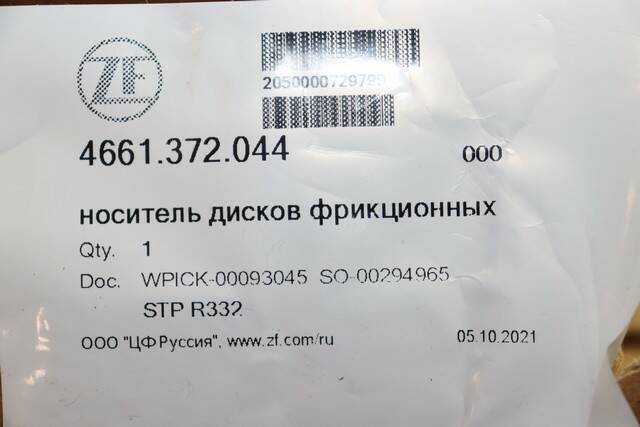 ZF
2050000729799
4661.372.044 000
носитель дисков фрикционных
Qty. 1
Doc. WPICK-00093045 SO-00294965
STP R332
ООО "ЦФ Руссия", www.zf.com/ru 05.10.2021